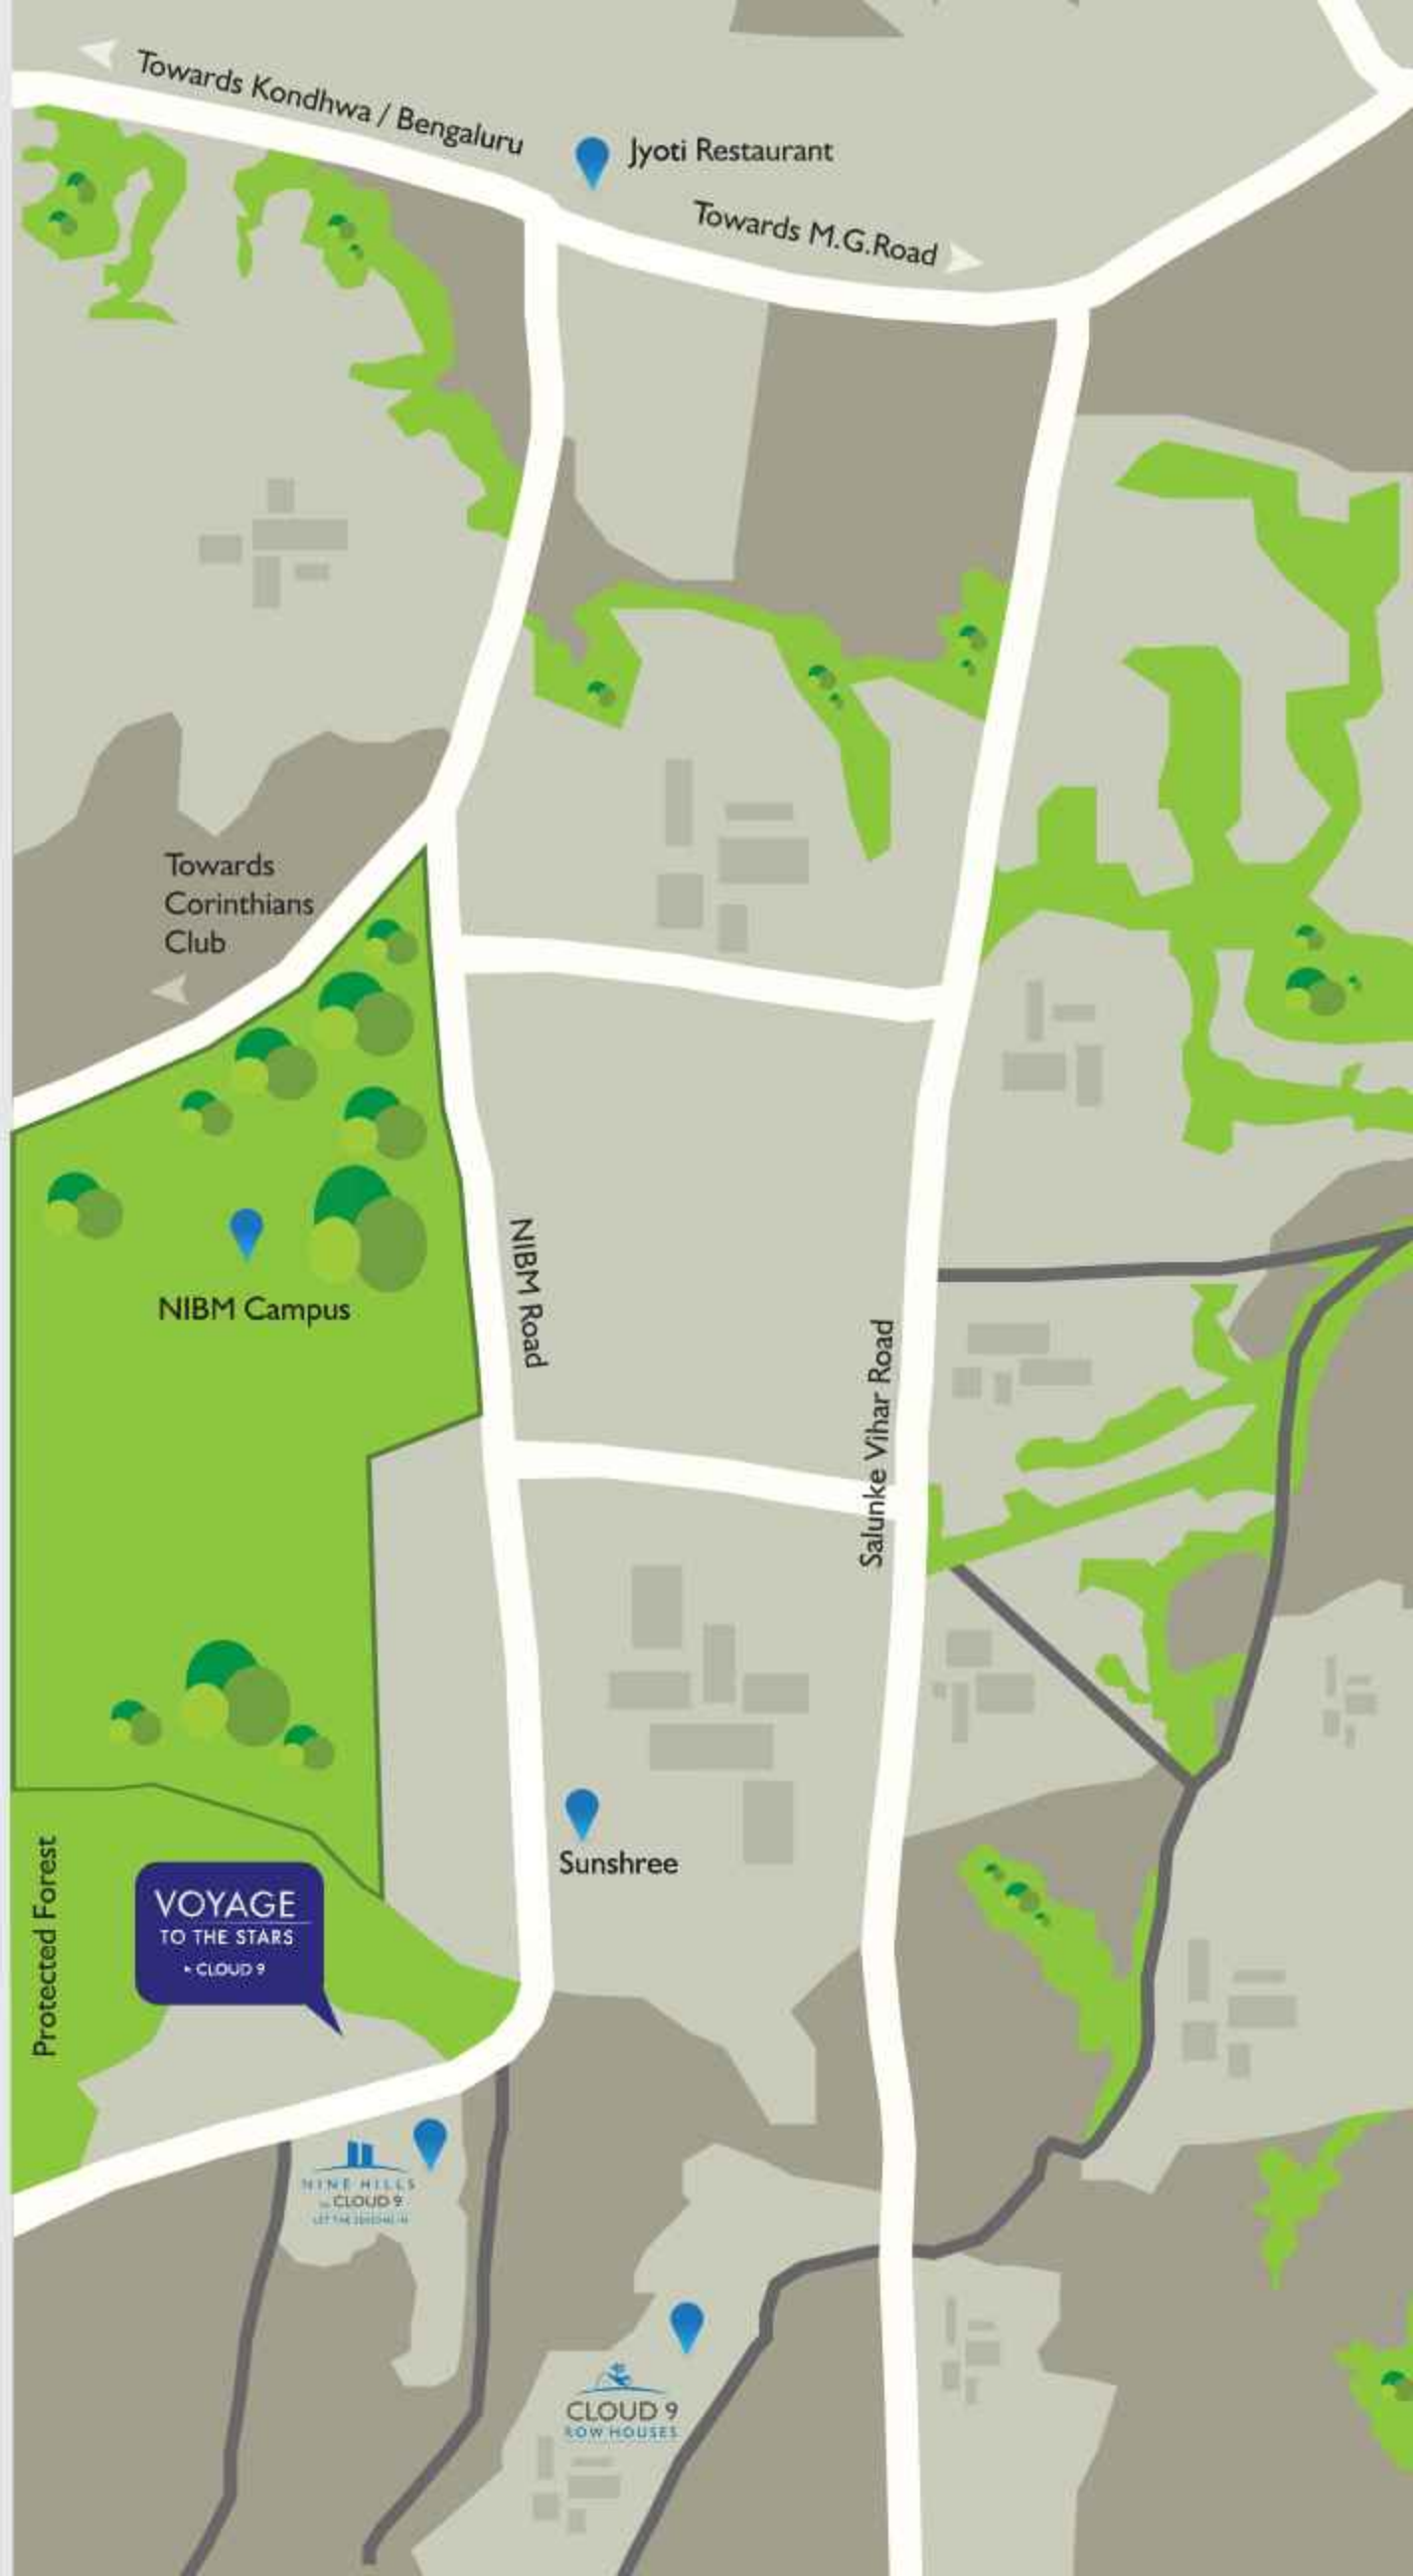 Towards Kondhwa / Bengaluru
Jyoti Restaurant
Towards M.G.Road
Towards
Corinthians
Club
NIBM Road
NIBM Campus
Salunke Vihar Road
Sunshree
Protected Forest
VOYAGE
TO THE STARS
CLOUD 9
NINE HILLS
CLOUD 9
CLOUD 9
ROW HOUSES